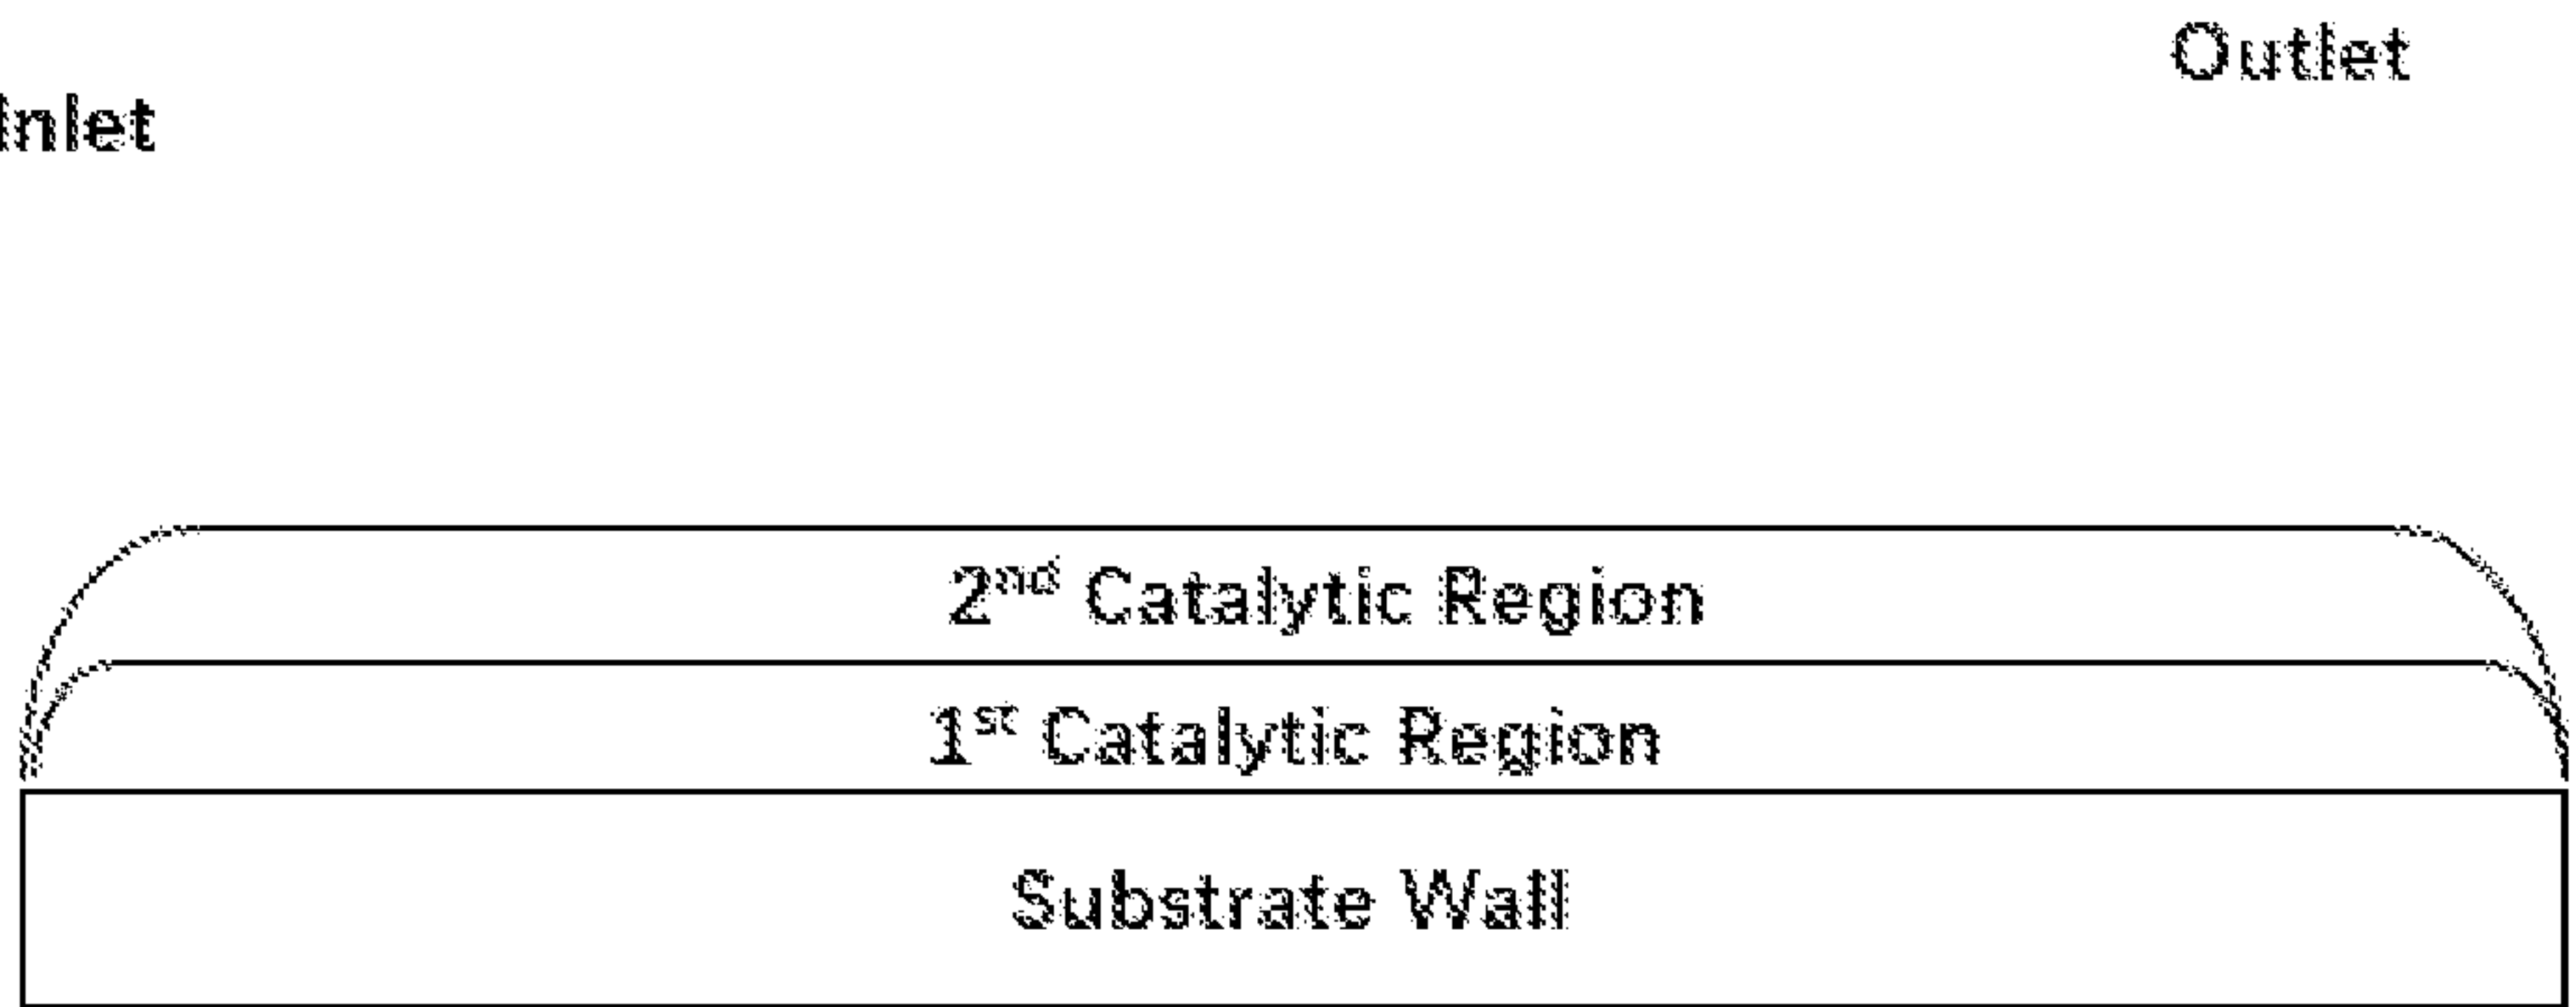 Outlet
Inlet
2nd Catalytic Region
1st Catalytic Region
Substrate Wall